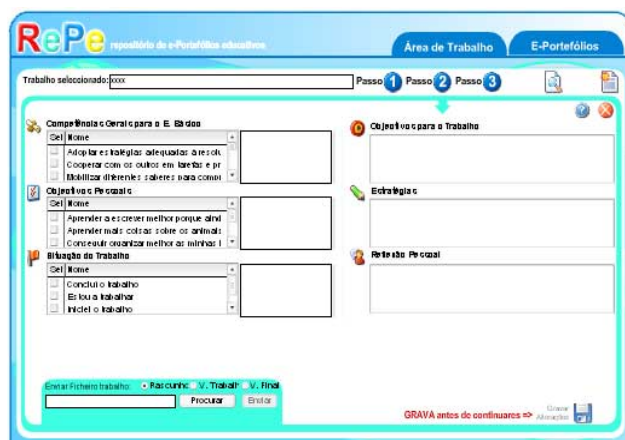 RePe repositório de e-Portefólios educativos
Área de Trabalho
E-Portefólios
Trabalho seleccionado: xxxx
Passo 1 Passo 2 Passo 3
Competências Gerais para o E. Básico
Sel Nome
Adoptar estratégias adequadas à resolu
Cooperar com os outros em tarefas e pr
Mobilizar diferentes saberes para compr
Objectivos Pessoais
Sel Nome
Aprender a escrever melhor porque aind
Aprender mais coisas sobre os animais
Conseguir organizar melhor as minhas i
Situação do Trabalho
Sel Nome
Concluí o trabalho
Estou a trabalhar
Iniciei o trabalho
Objectivos para o Trabalho
Estratégias
Reflexão Pessoal
Enviar Ficheiro trabalho: Rascunho V. Trabalh V. Final
Procurar
Enviar
GRAVA antes de continuares =>
Gravar
Alterações